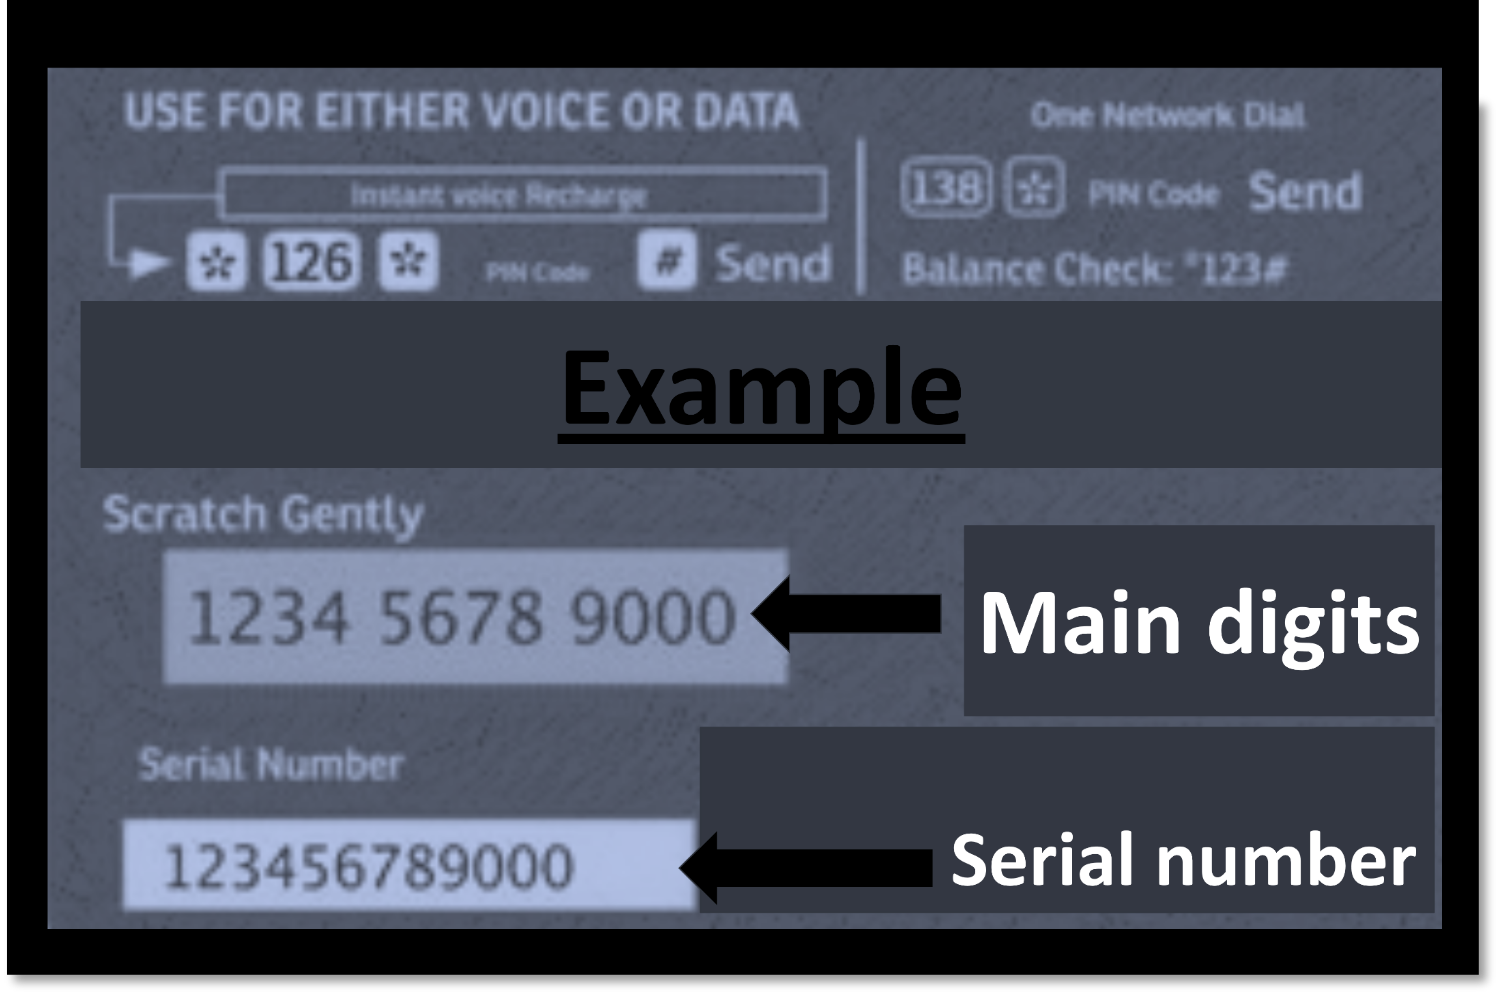 USE FOR EITHER VOICE OR DATA
Instant voice Recharge
* 126 * PIN Code # Send
One Network Dial
138 * PIN Code Send
Balance Check: *123#
Example
Scratch Gently
1234 5678 9000
Main digits
Serial Number
123456789000
Serial number